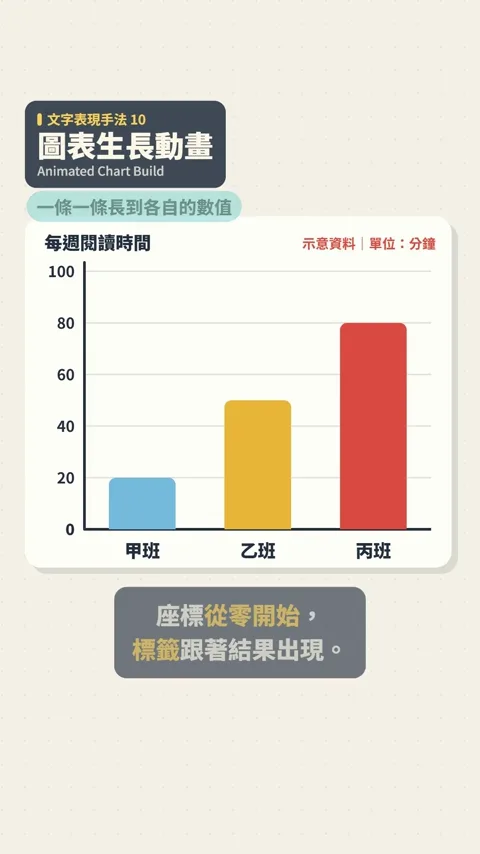 文字表現手法 10
圖表生長動畫
Animated Chart Build
一條一條長到各自的數值
每週閱讀時間
示意資料｜單位：分鐘
100
80
60
40
20
0
甲班
乙班
丙班
座標從零開始，
標籤跟著結果出現。